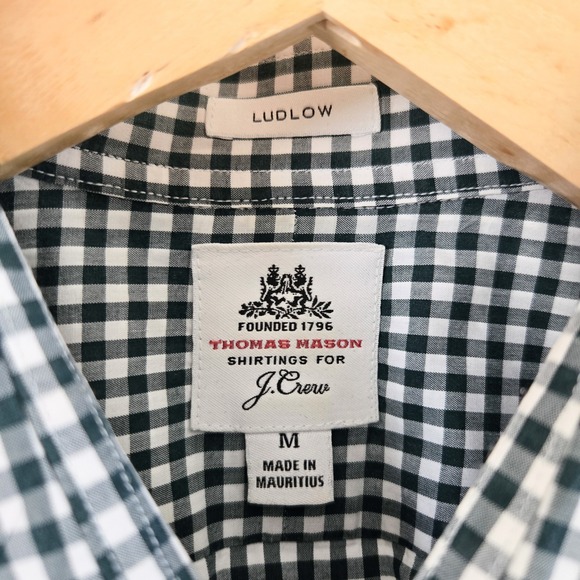 LUDLOW
FOUNDED 1796
THOMAS MASON
SHIRTINGS FOR
J.Crew
M
MADE IN
MAURITIUS